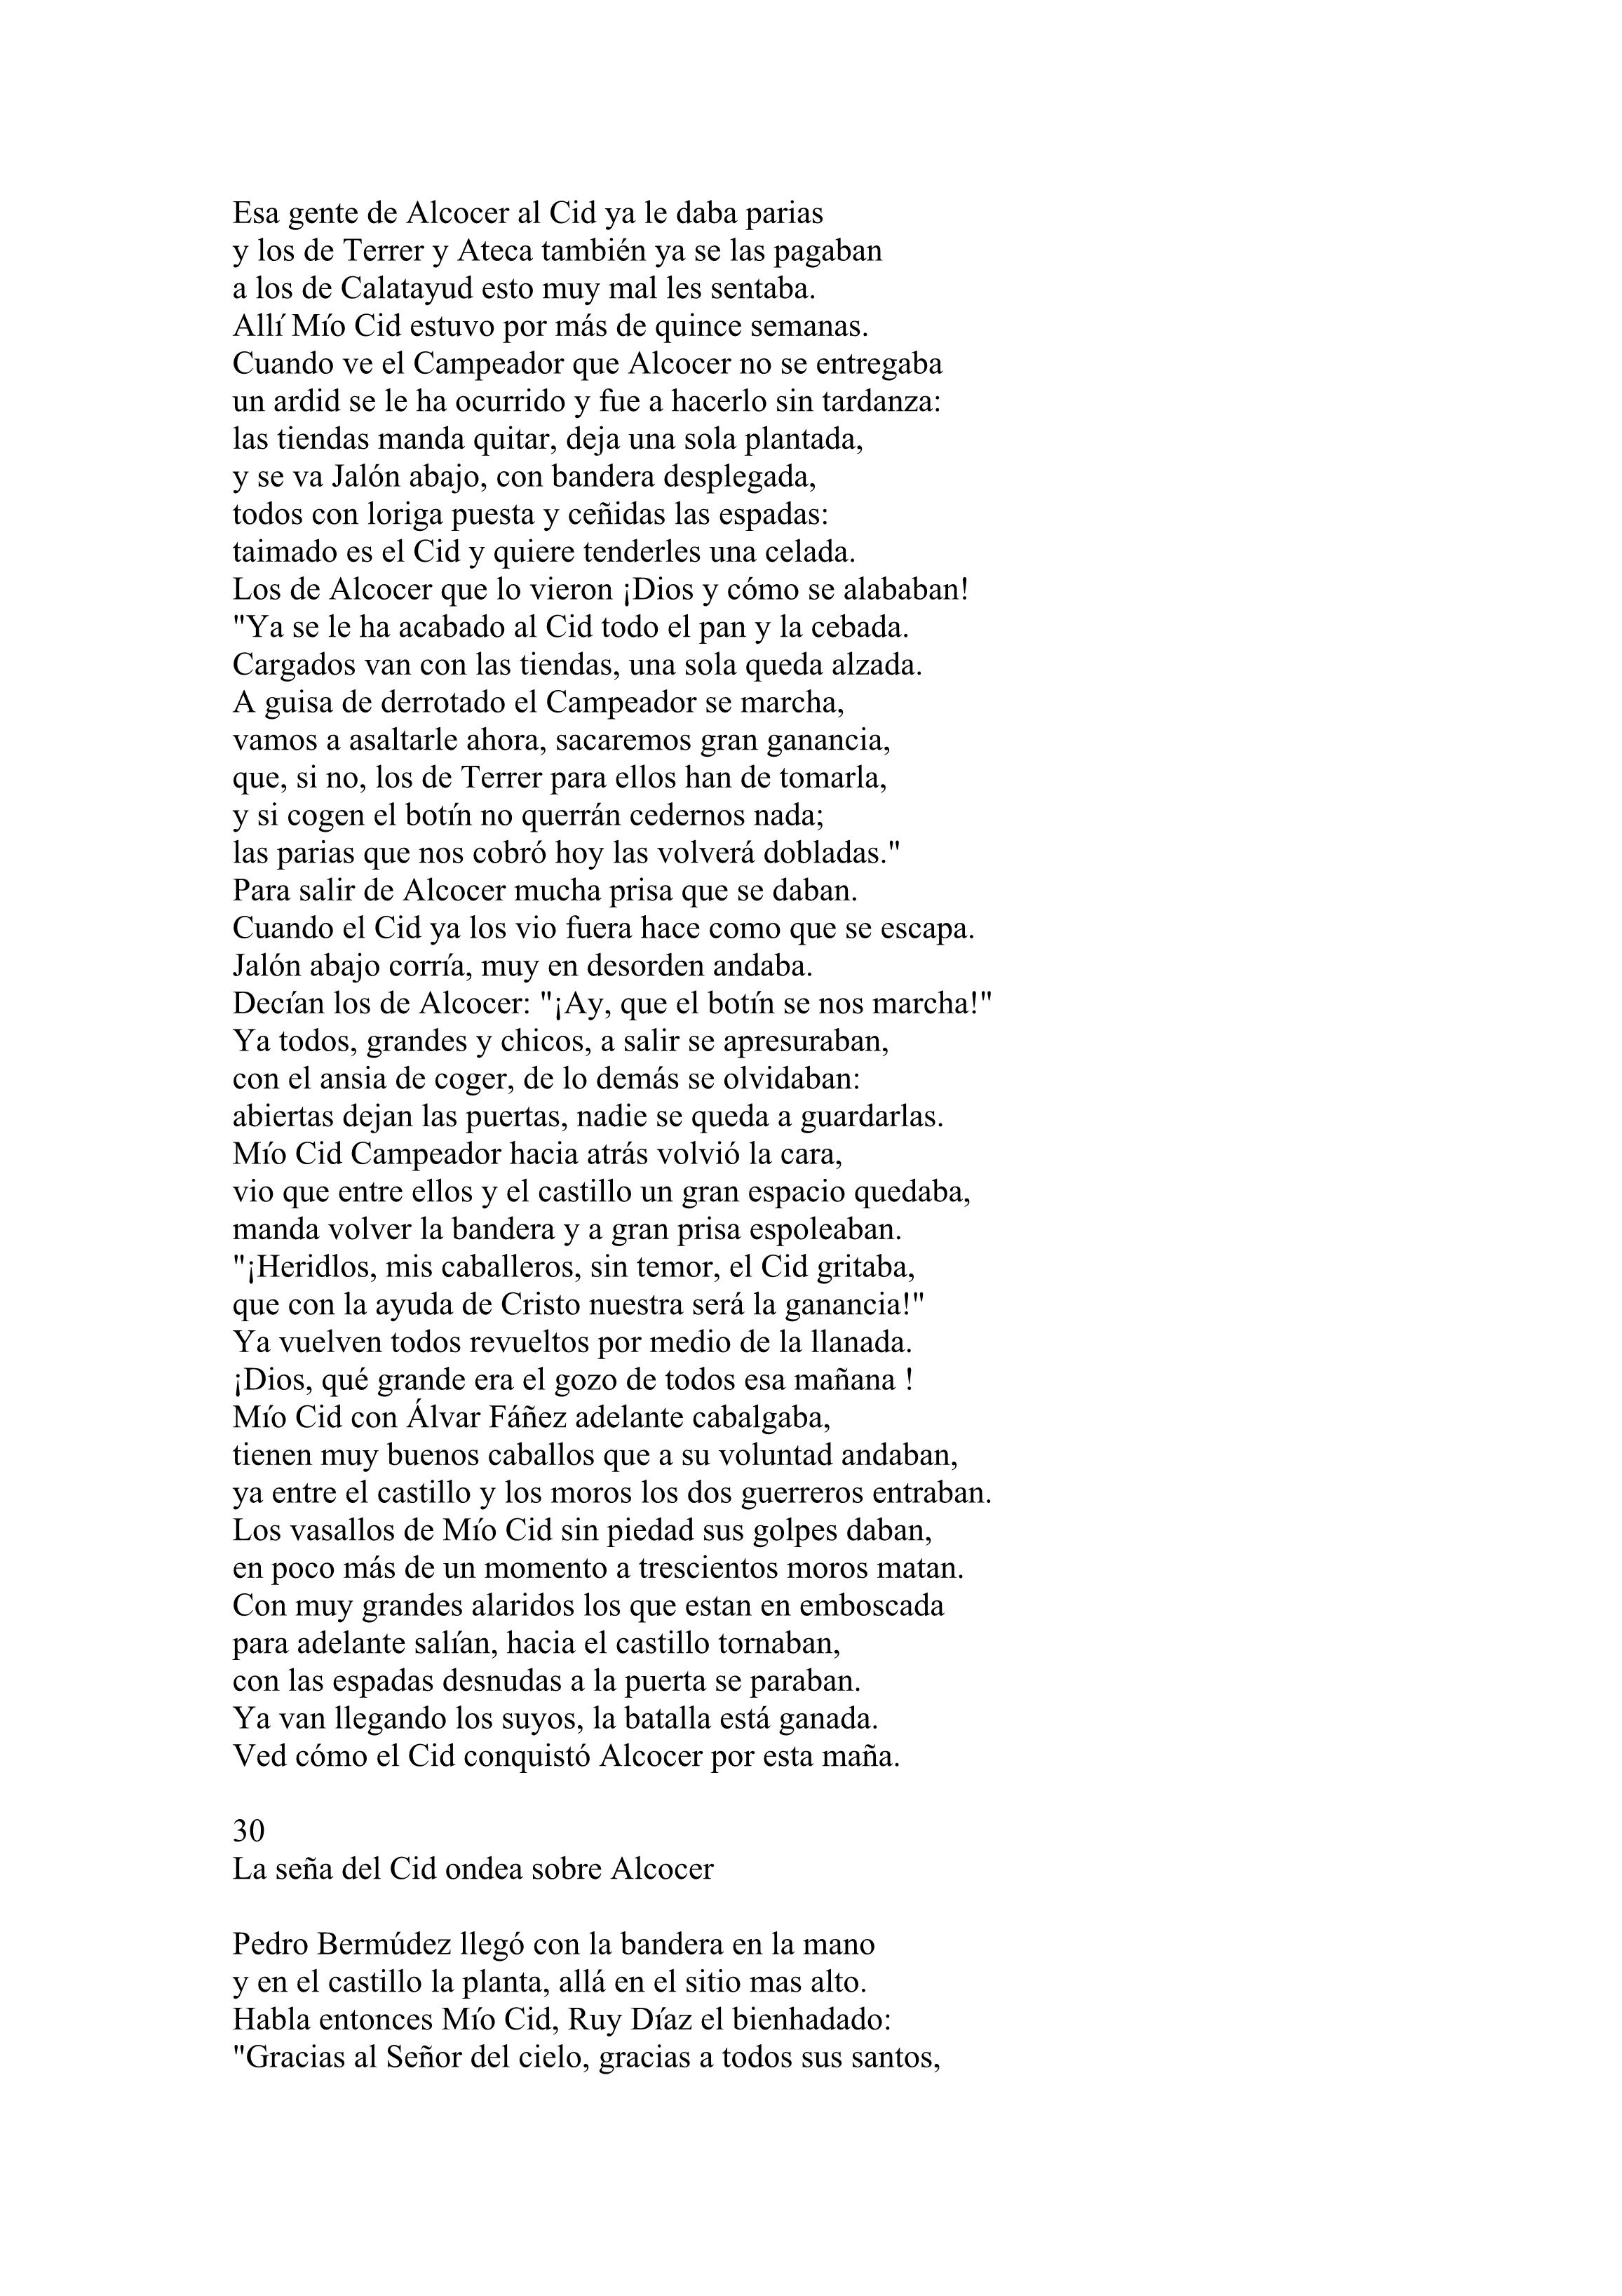 Esa gente de Alcocer al Cid ya le daba parias
y los de Terrer y Ateca también ya se las pagaban
a los de Calatayud esto muy mal les sentaba.
Allí Mío Cid estuvo por más de quince semanas.
Cuando ve el Campeador que Alcocer no se entregaba
un ardid se le ha ocurrido y fue a hacerlo sin tardanza:
las tiendas manda quitar, deja una sola plantada,
y se va Jalón abajo, con bandera desplegada,
todos con loriga puesta y ceñidas las espadas:
taimado es el Cid y quiere tenderles una celada.
Los de Alcocer que lo vieron ¡Dios y cómo se alababan!
"Ya se le ha acabado al Cid todo el pan y la cebada.
Cargados van con las tiendas, una sola queda alzada.
A guisa de derrotado el Campeador se marcha,
vamos a asaltarle ahora, sacaremos gran ganancia,
que, si no, los de Terrer para ellos han de tomarla,
y si cogen el botín no querrán cedernos nada;
las parias que nos cobró hoy las volverá dobladas."
Para salir de Alcocer mucha prisa que se daban.
Cuando el Cid ya los vio fuera hace como que se escapa.
Jalón abajo corría, muy en desorden andaba.
Decían los de Alcocer: "¡Ay, que el botín se nos marcha!"
Ya todos, grandes y chicos, a salir se apresuraban,
con el ansia de coger, de lo demás se olvidaban:
abiertas dejan las puertas, nadie se queda a guardarlas.
Mío Cid Campeador hacia atrás volvió la cara,
vio que entre ellos y el castillo un gran espacio quedaba,
manda volver la bandera y a gran prisa espoleaban.
"¡Heridlos, mis caballeros, sin temor, el Cid gritaba,
que con la ayuda de Cristo nuestra será la ganancia!"
Ya vuelven todos revueltos por medio de la llanada.
¡Dios, qué grande era el gozo de todos esa mañana !
Mío Cid con Álvar Fáñez adelante cabalgaba,
tienen muy buenos caballos que a su voluntad andaban,
ya entre el castillo y los moros los dos guerreros entraban.
Los vasallos de Mío Cid sin piedad sus golpes daban,
en poco más de un momento a trescientos moros matan.
Con muy grandes alaridos los que estan en emboscada
para adelante salían, hacia el castillo tornaban,
con las espadas desnudas a la puerta se paraban.
Ya van llegando los suyos, la batalla está ganada.
Ved cómo el Cid conquistó Alcocer por esta maña.
30
La seña del Cid ondea sobre Alcocer
Pedro Bermúdez llegó con la bandera en la mano
y en el castillo la planta, allá en el sitio mas alto.
Habla entonces Mío Cid, Ruy Díaz el bienhadado:
"Gracias al Señor del cielo, gracias a todos sus santos,